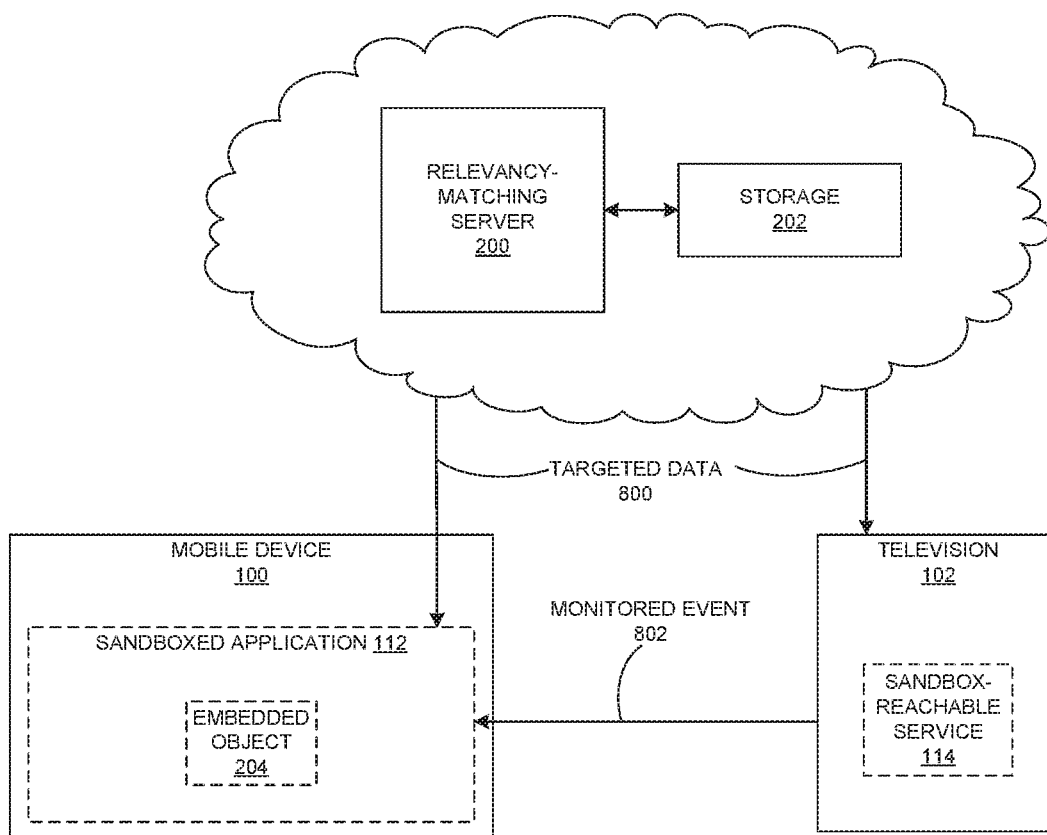 RELEVANCY-
MATCHING
SERVER
200
STORAGE
202
TARGETED DATA
800
MOBILE DEVICE
100
TELEVISION
102
MONITORED EVENT
802
SANDBOXED APPLICATION 112
EMBEDDED
OBJECT
204
SANDBOX-
REACHABLE
SERVICE
114